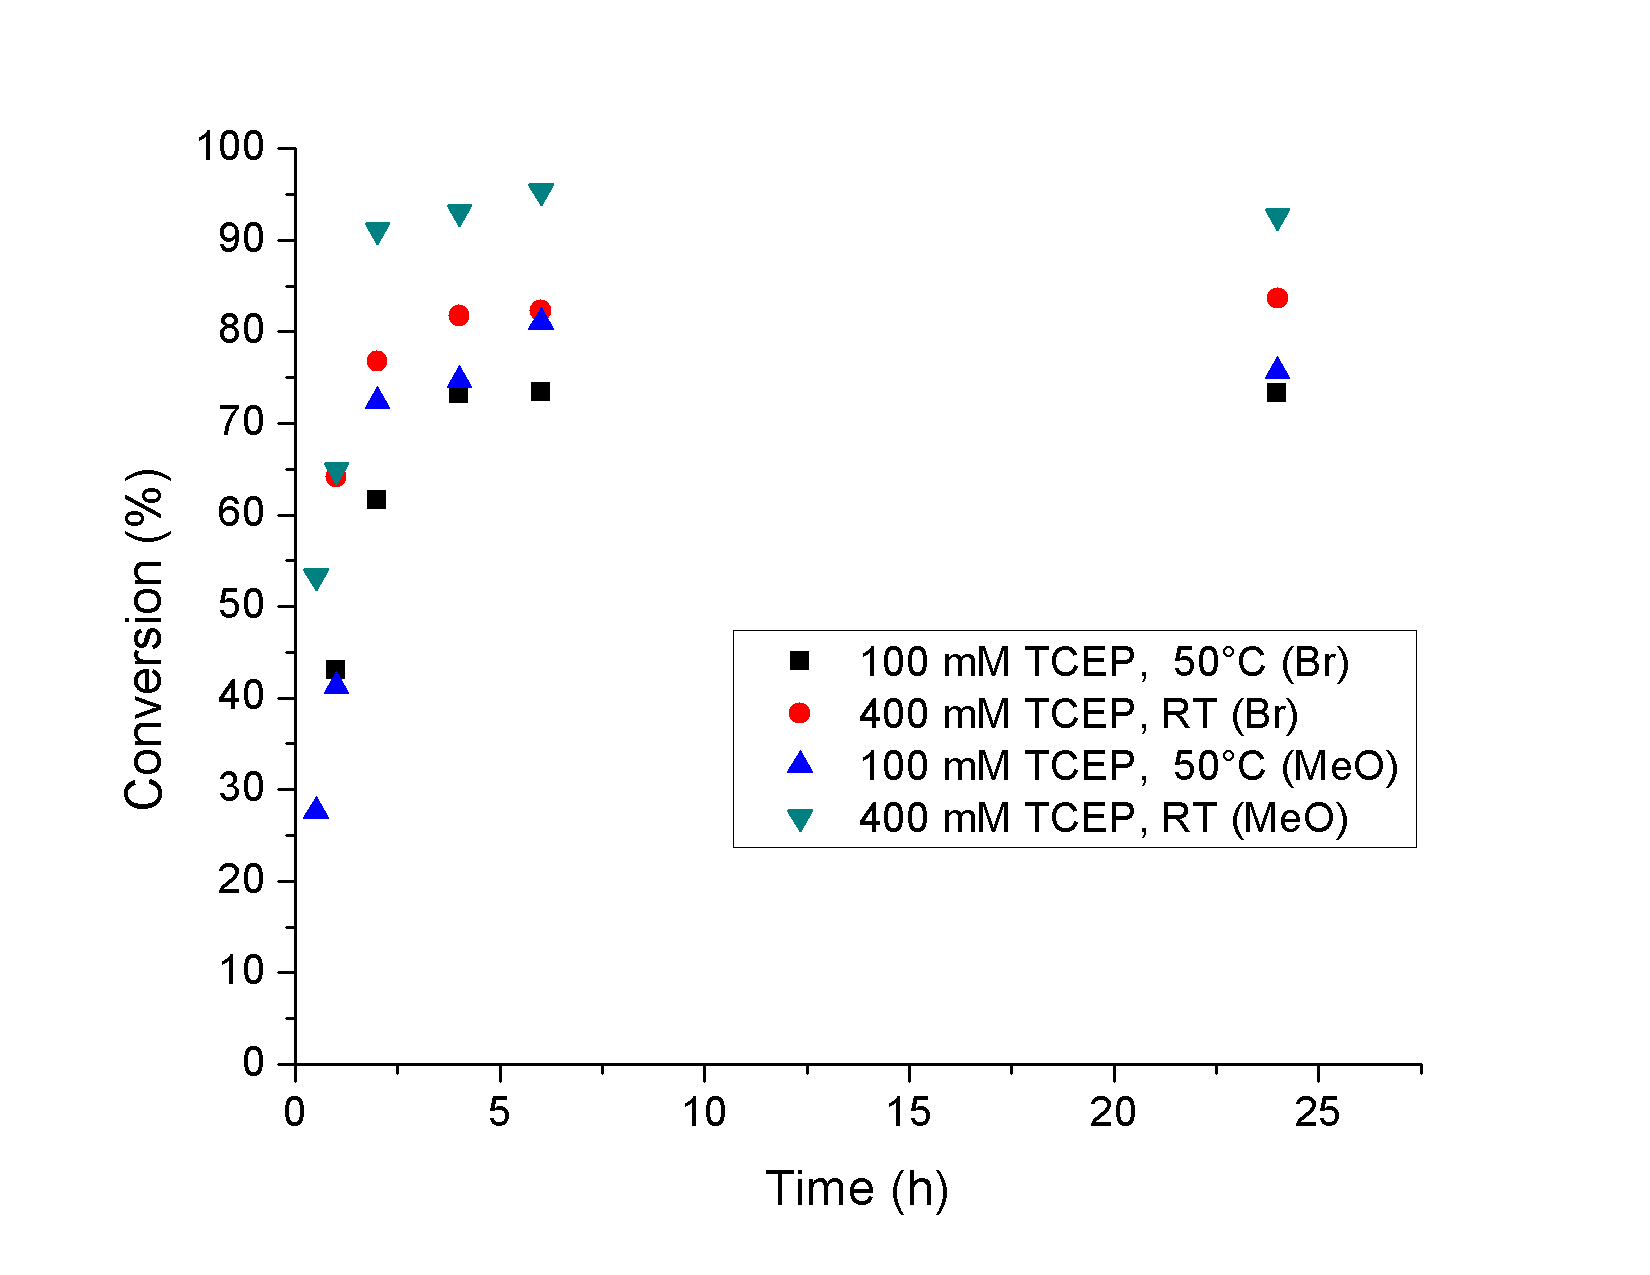 100
90
80
70
60
50
40
30
20
10
0
Conversion (%)
100 mM TCEP,  50°C (Br)
400 mM TCEP, RT (Br)
100 mM TCEP,  50°C (MeO)
400 mM TCEP, RT (MeO)
0 5 10 15 20 25
Time (h)